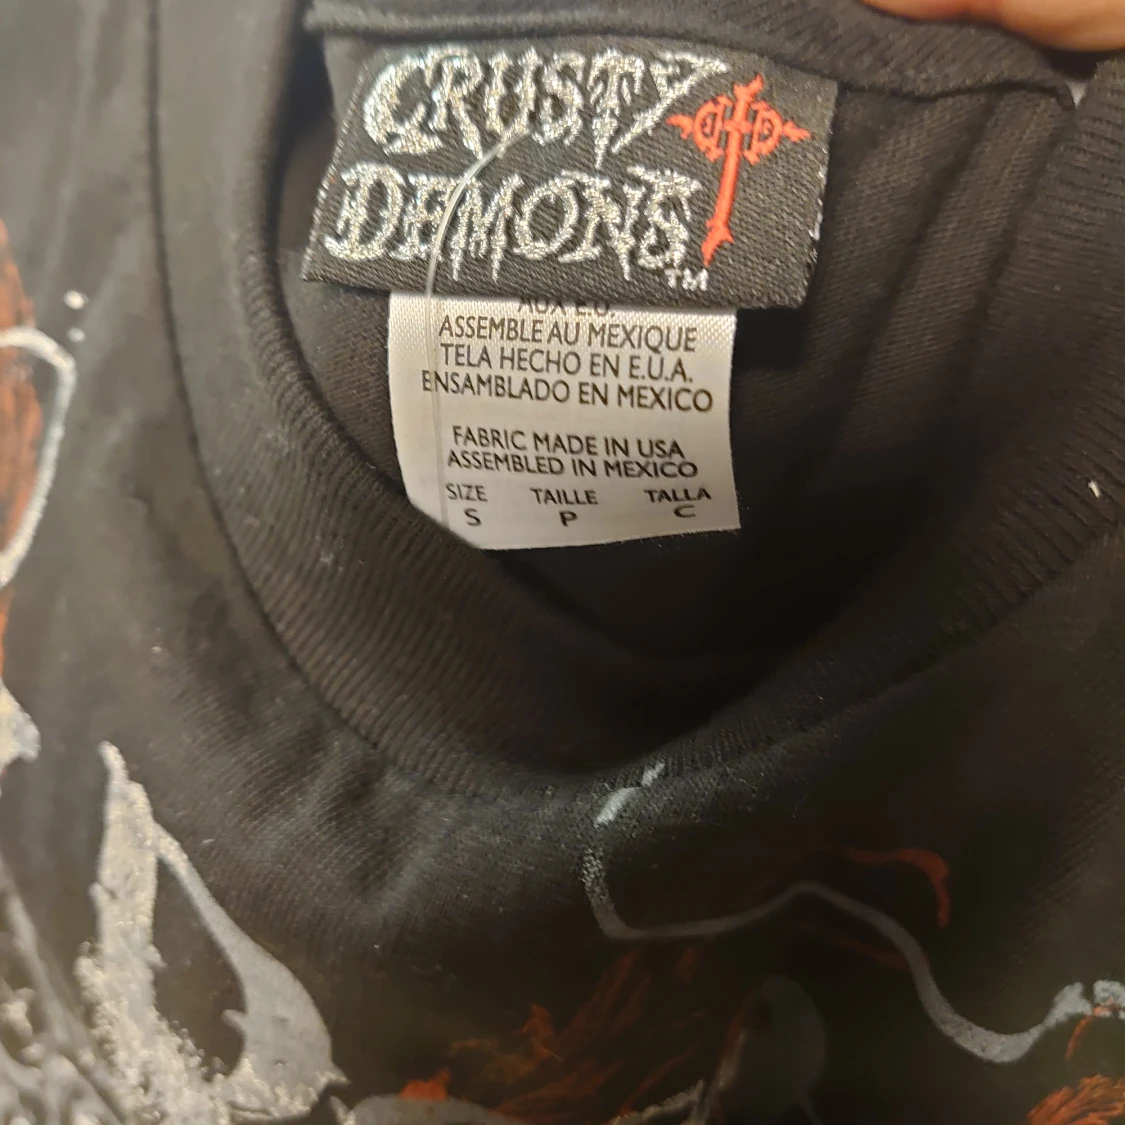 CRUSTY
DEMONS
TM
AUX E.U.
ASSEMBLE AU MEXIQUE
TELA HECHO EN E.U.A.
ENSAMBLADO EN MEXICO
FABRIC MADE IN USA
ASSEMBLED IN MEXICO
SIZE TAILLE TALLA
S P C